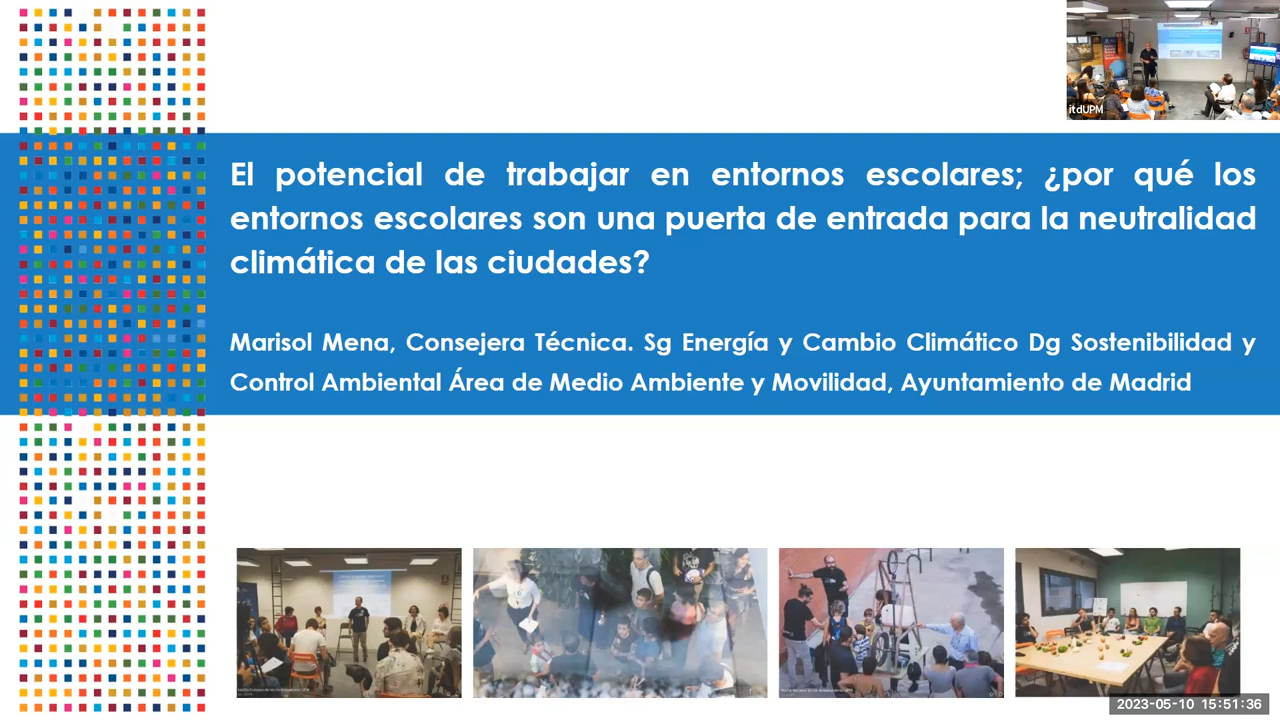 itdUPM
El potencial de trabajar en entornos escolares; ¿por qué los
entornos escolares son una puerta de entrada para la neutralidad
climática de las ciudades?
Marisol Mena, Consejera Técnica. Sg Energía y Cambio Climático Dg Sostenibilidad y
Control Ambiental Área de Medio Ambiente y Movilidad, Ayuntamiento de Madrid
2023-05-10 15:51:36